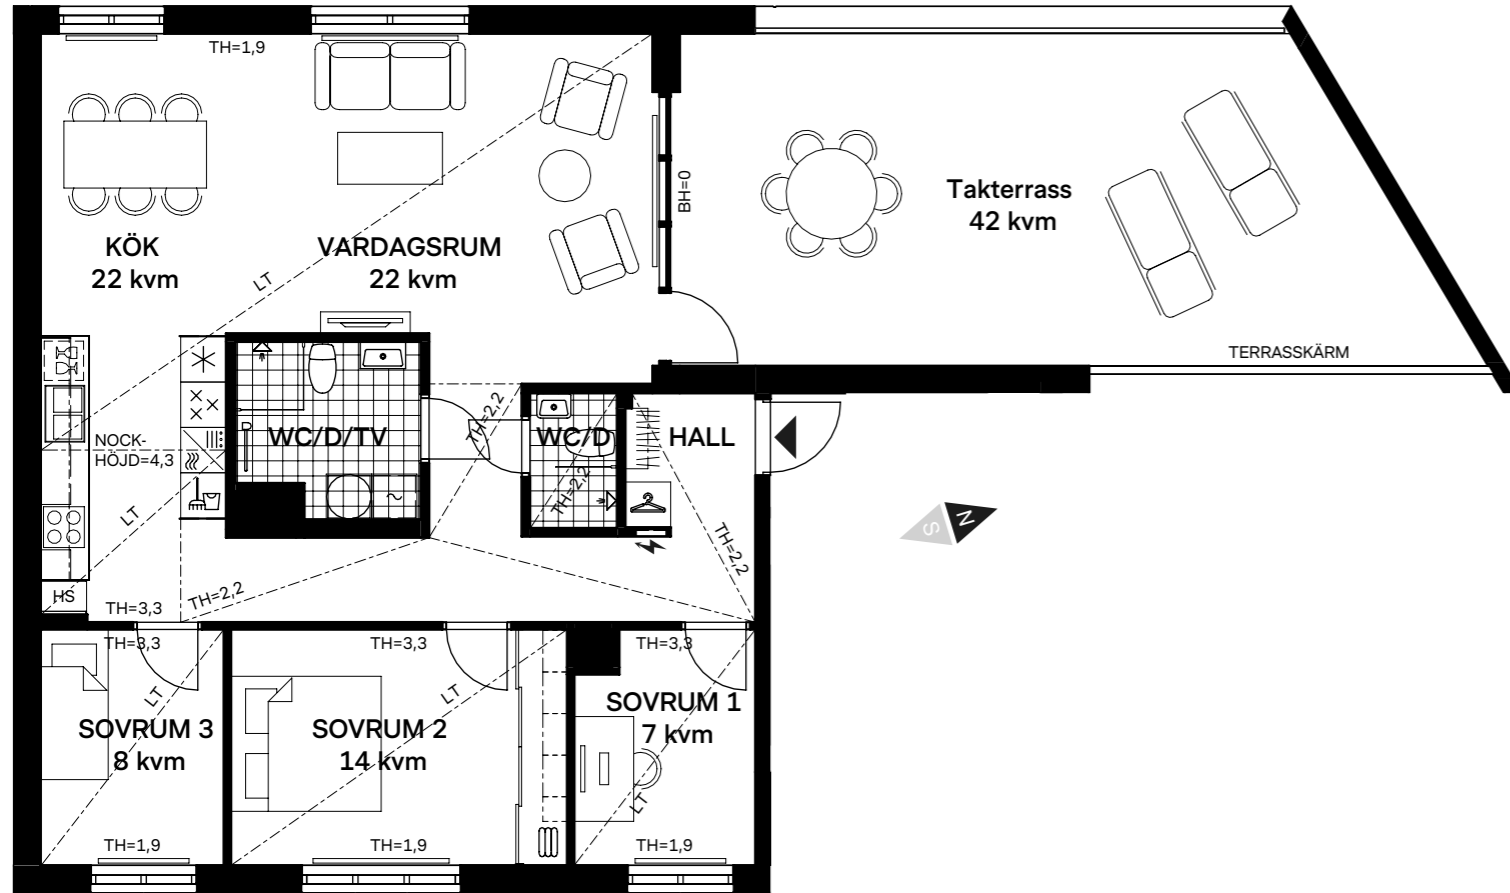 TH=1,9
BH=0
Takterrass
42 kvm
KÖK
22 kvm
VARDAGSRUM
22 kvm
LT
TERRASSKÄRM
TH=2,2
WC/D/TV
WC/D
HALL
NOCK-
HÖJD=4,3
TH=2,2
LT
N
S
TH=2,2
HS
TH=2,2
TH=3,3
TH=3,3
TH=3,3
TH=3,3
LT
LT
SOVRUM 3
8 kvm
SOVRUM 2
14 kvm
SOVRUM 1
7 kvm
LT
TH=1,9
TH=1,9
TH=1,9